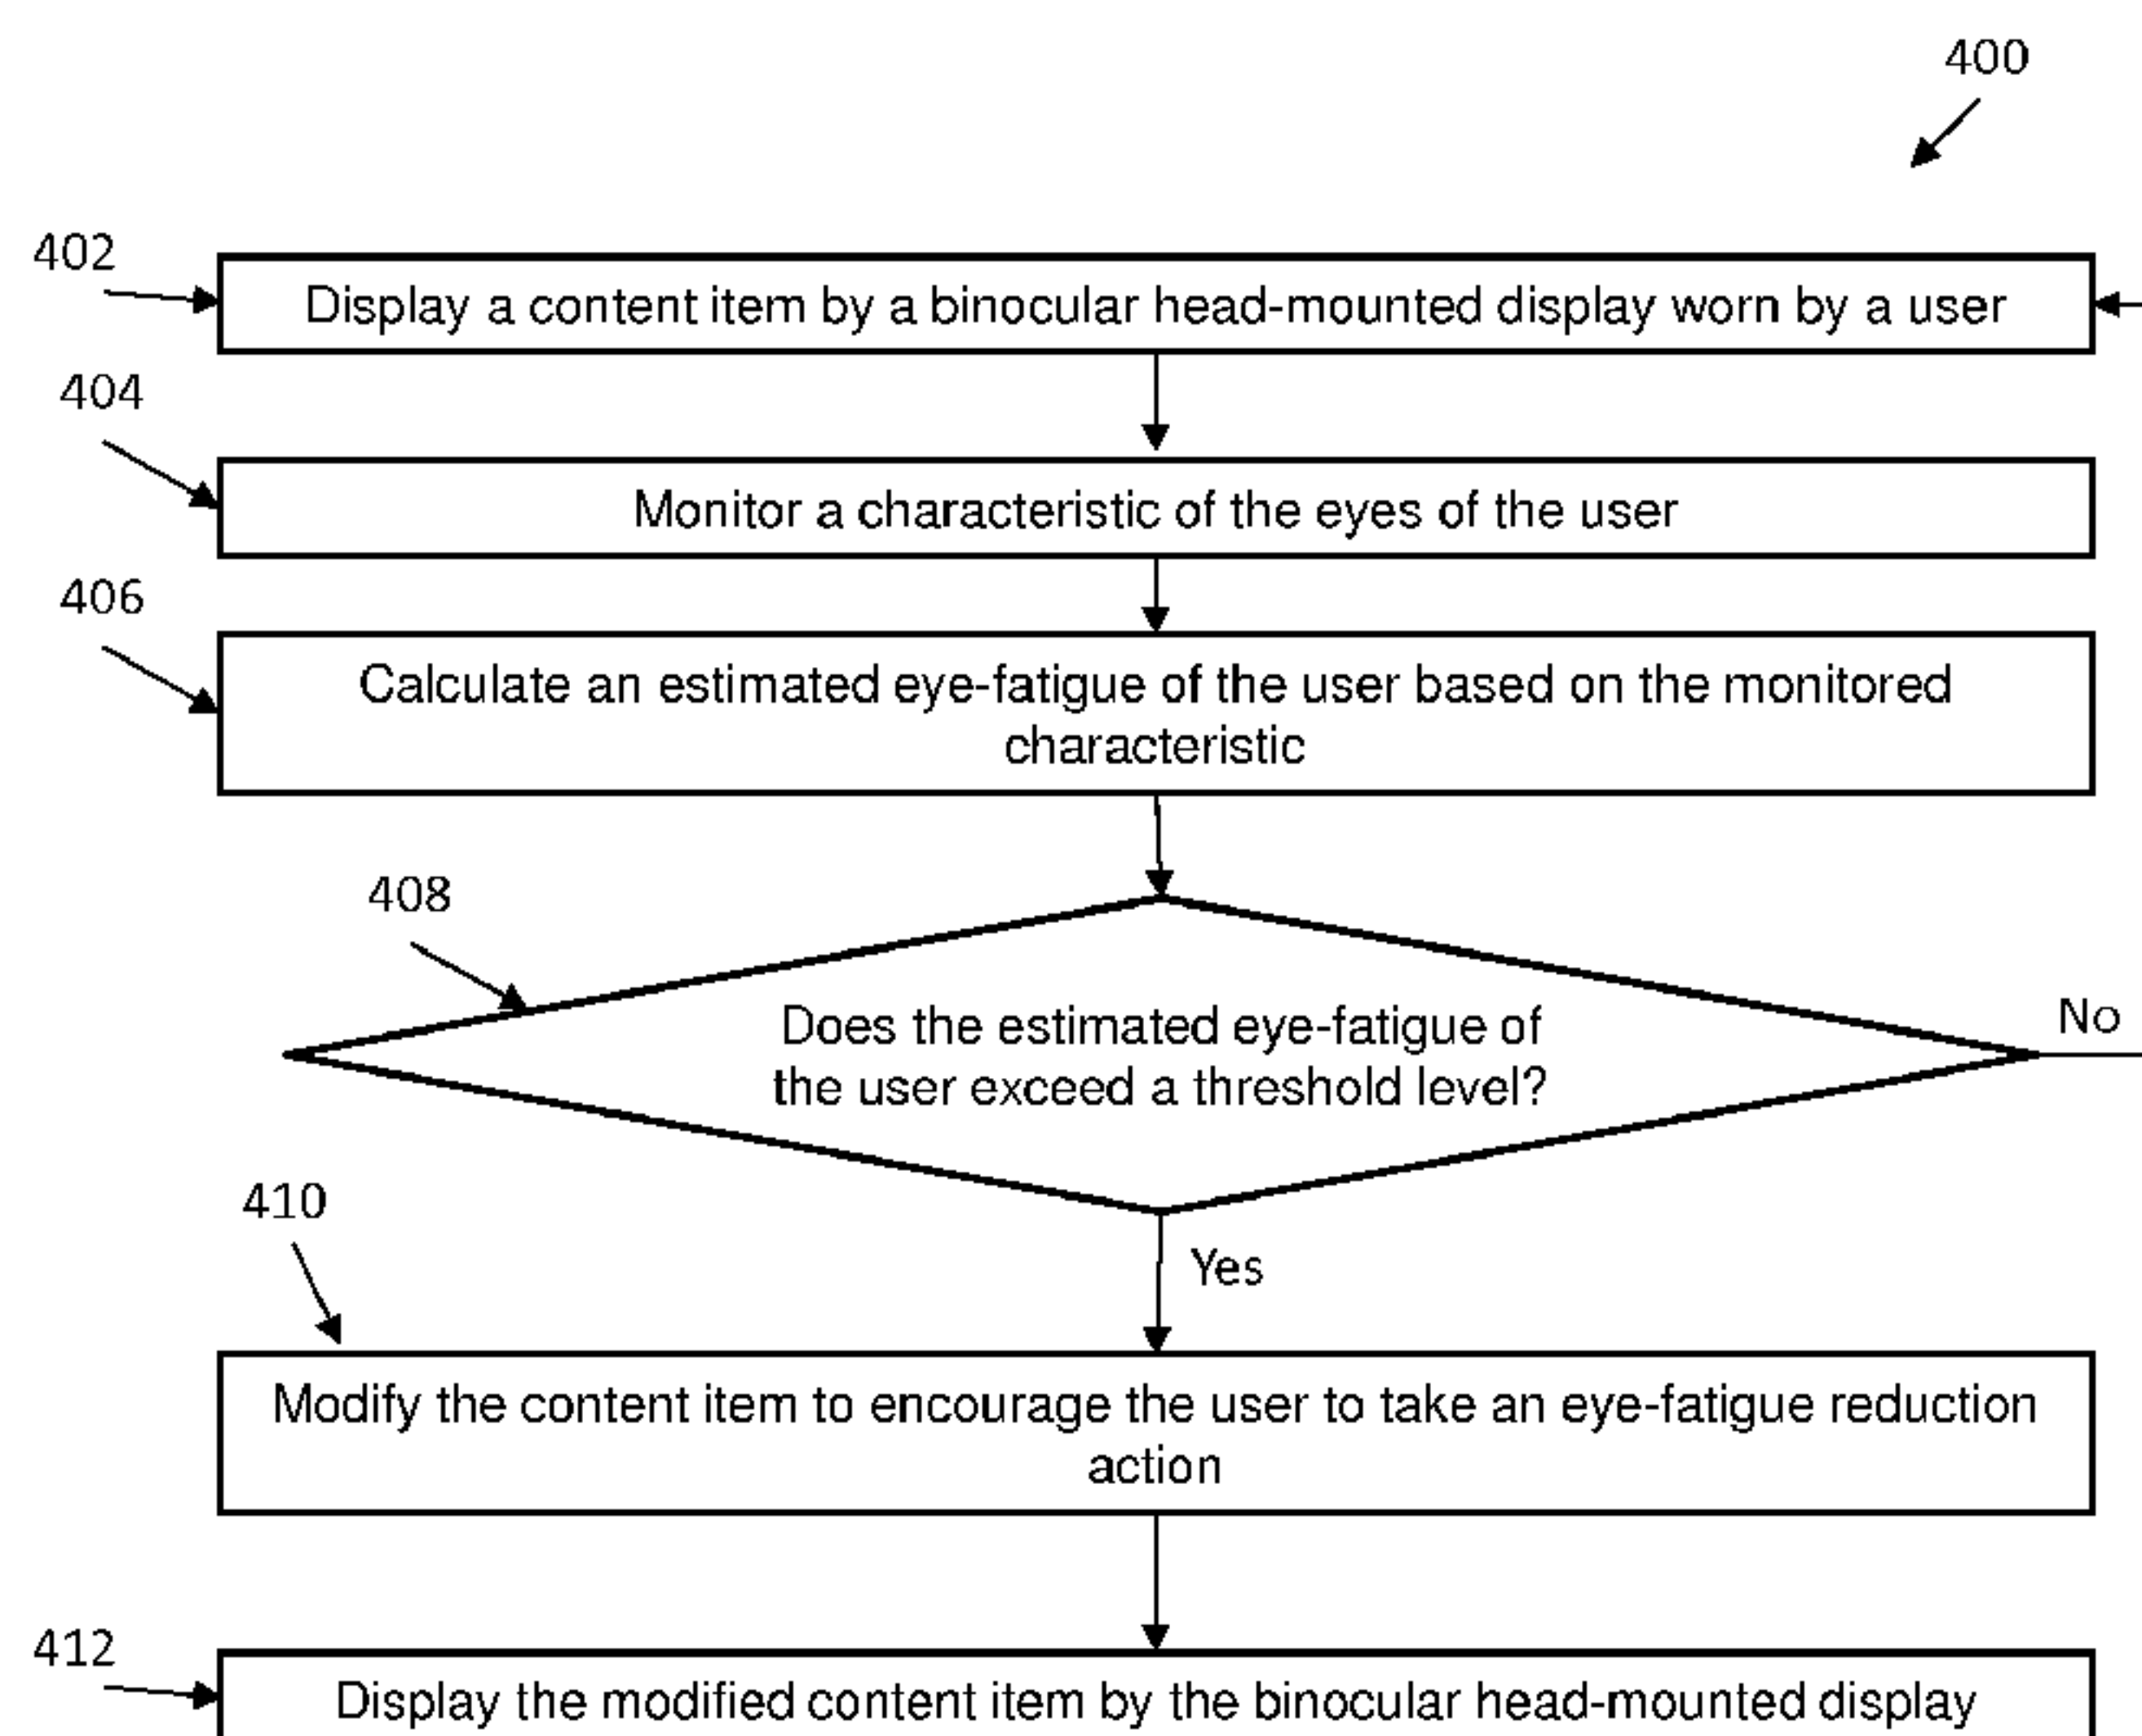 400
402
Display a content item by a binocular head-mounted display worn by a user
404
Monitor a characteristic of the eyes of the user
406
Calculate an estimated eye-fatigue of the user based on the monitored
characteristic
408
Does the estimated eye-fatigue of
the user exceed a threshold level?
No
410
Yes
Modify the content item to encourage the user to take an eye-fatigue reduction
action
412
Display the modified content item by the binocular head-mounted display